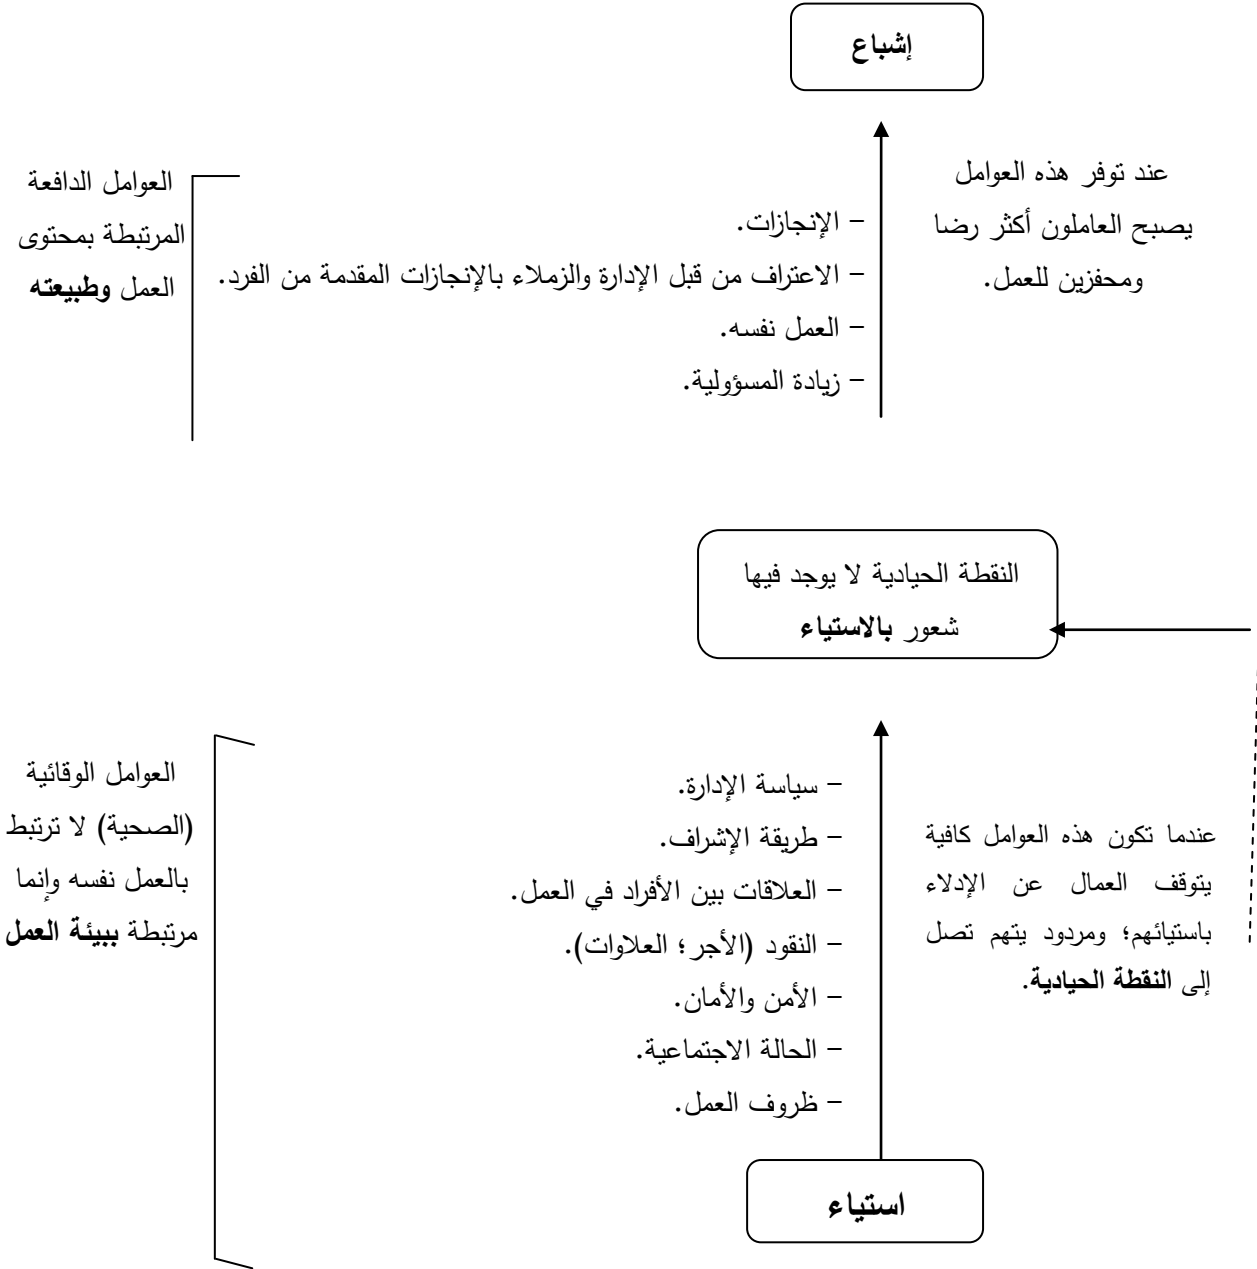 إشباع
عند توفر هذه العوامل
يصبح العاملون أكثر رضا
ومحفزين للعمل.
– الإنجازات.
– الاعتراف من قبل الإدارة والزملاء بالإنجازات المقدمة من الفرد.
– العمل نفسه.
– زيادة المسؤولية.
العوامل الدافعة
المرتبطة بمحتوى
العمل وطبيعته
النقطة الحيادية لا يوجد فيها
شعور بالاستياء
عندما تكون هذه العوامل كافية
يتوقف العمال عن الإدلاء
باستيائهم؛ ومردود يتهم تصل
إلى النقطة الحيادية.
– سياسة الإدارة.
– طريقة الإشراف.
– العلاقات بين الأفراد في العمل.
– النقود (الأجر؛ العلاوات).
– الأمن والأمان.
– الحالة الاجتماعية.
– ظروف العمل.
العوامل الوقائية
(الصحية) لا ترتبط
بالعمل نفسه وإنما
مرتبطة ببيئة العمل
استياء